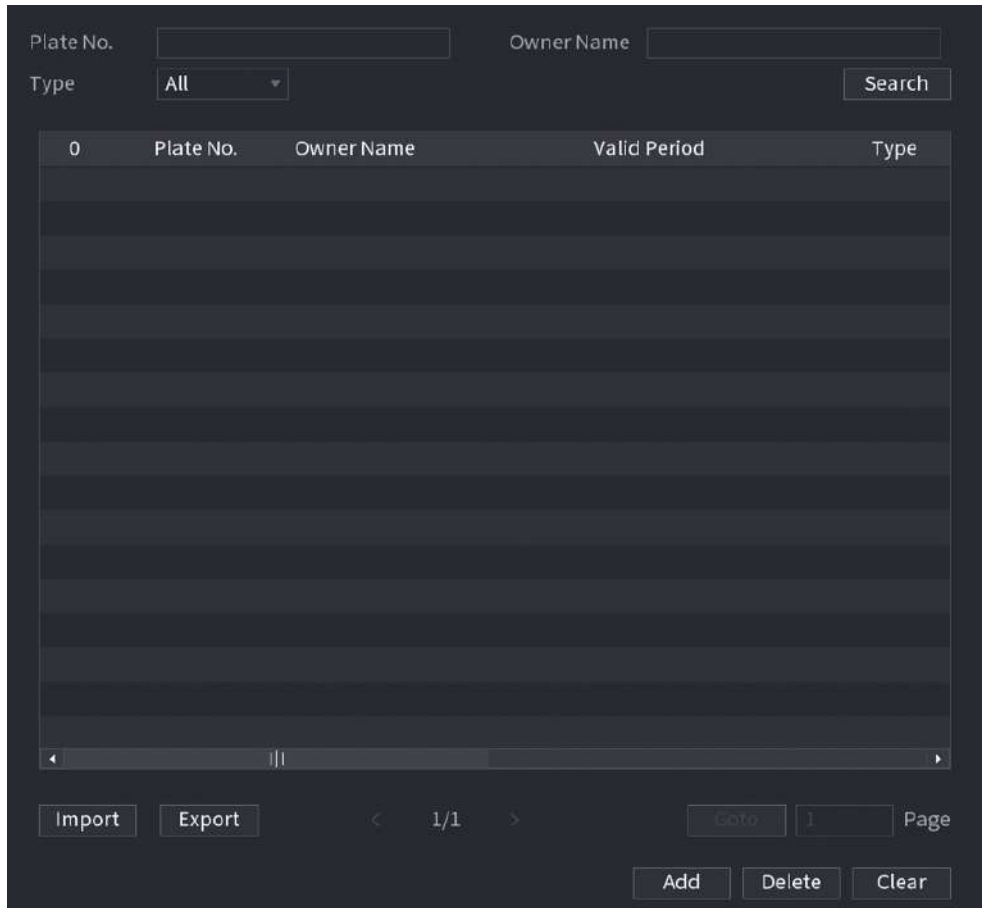 Plate No. Owner Name
Type All Search
0 Plate No. Owner Name Valid Period Type
Import Export < 1/1 > Goto 1 Page
Add Delete Clear